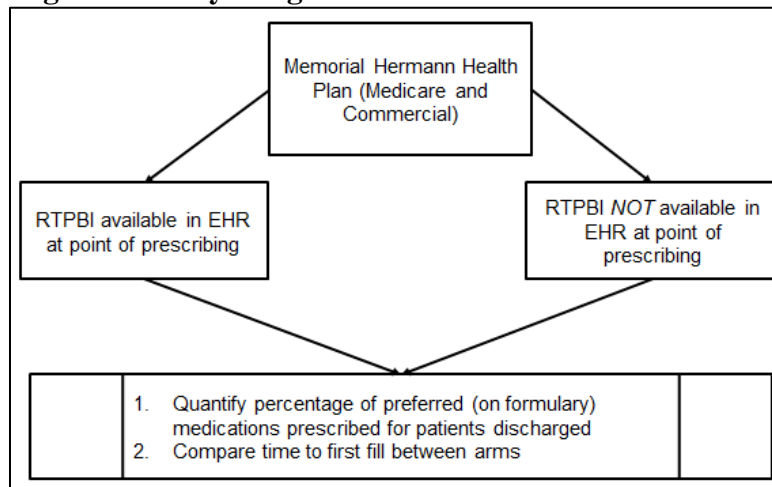 Memorial Hermann Health
Plan (Medicare and
Commercial)
RTPBI available in EHR
at point of prescribing
RTPBI NOT available in
EHR at point of
prescribing
1. Quantify percentage of preferred (on formulary)
medications prescribed for patients discharged
2. Compare time to first fill between arms